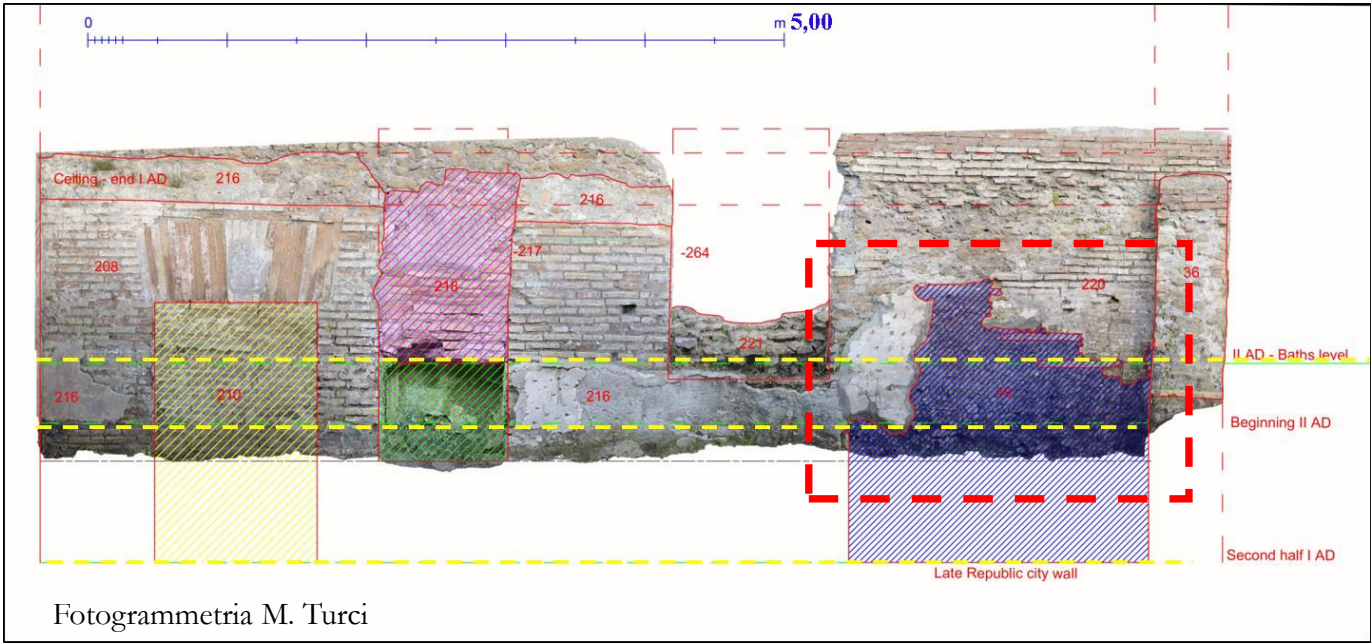 0
m 5,00
Ceiling - end I AD
216
216
-217
-264
208
218
220
36
221
II AD - Baths level
216
210
216
49
Beginning II AD
Second half I AD
Late Republic city wall
Fotogrammetria M. Turci